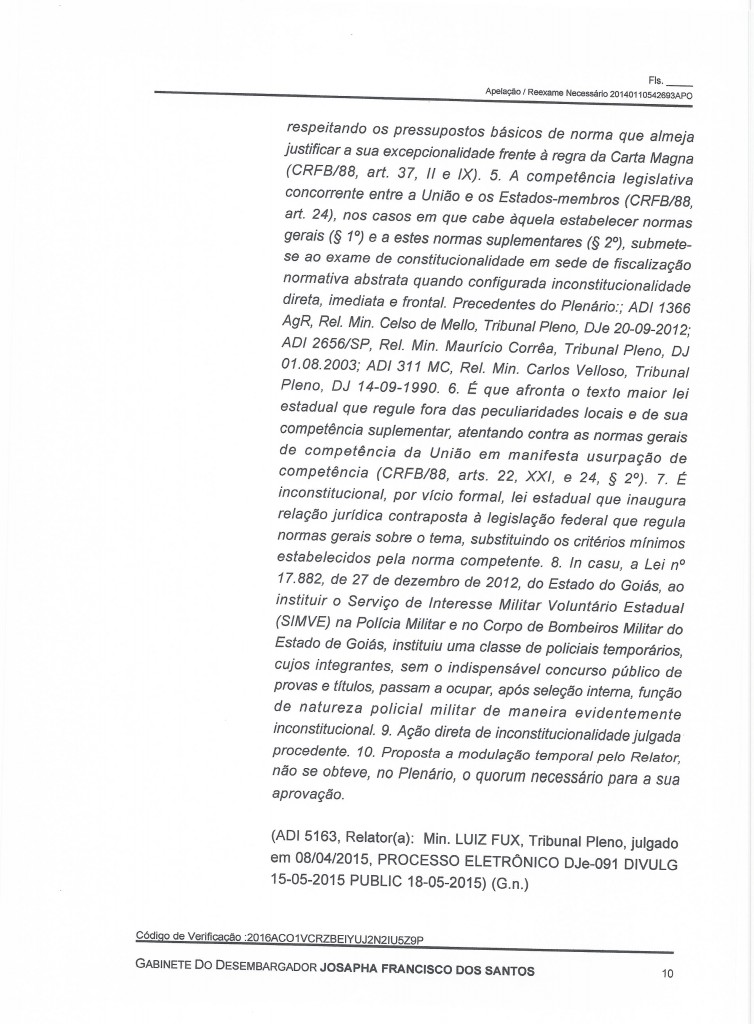 Fls. _____
Apelação / Reexame Necessário 20140110542693APO
respeitando os pressupostos básicos de norma que almeja
justificar a sua excepcionalidade frente à regra da Carta Magna
(CRFB/88, art. 37, II e IX). 5. A competência legislativa
concorrente entre a União e os Estados-membros (CRFB/88,
art. 24), nos casos em que cabe àquela estabelecer normas
gerais (§ 1º) e a estes normas suplementares (§ 2º), submete-
se ao exame de constitucionalidade em sede de fiscalização
normativa abstrata quando configurada inconstitucionalidade
direta, imediata e frontal. Precedentes do Plenário:; ADI 1366
AgR, Rel. Min. Celso de Mello, Tribunal Pleno, DJe 20-09-2012;
ADI 2656/SP, Rel. Min. Maurício Corrêa, Tribunal Pleno, DJ
01.08.2003; ADI 311 MC, Rel. Min. Carlos Velloso, Tribunal
Pleno, DJ 14-09-1990. 6. É que afronta o texto maior lei
estadual que regule fora das peculiaridades locais e de sua
competência suplementar, atentando contra as normas gerais
de competência da União em manifesta usurpação de
competência (CRFB/88, arts. 22, XXI, e 24, § 2º). 7. É
inconstitucional, por vício formal, lei estadual que inaugura
relação jurídica contraposta à legislação federal que regula
normas gerais sobre o tema, substituindo os critérios mínimos
estabelecidos pela norma competente. 8. In casu, a Lei nº
17.882, de 27 de dezembro de 2012, do Estado do Goiás, ao
instituir o Serviço de Interesse Militar Voluntário Estadual
(SIMVE) na Polícia Militar e no Corpo de Bombeiros Militar do
Estado de Goiás, instituiu uma classe de policiais temporários,
cujos integrantes, sem o indispensável concurso público de
provas e títulos, passam a ocupar, após seleção interna, função
de natureza policial militar de maneira evidentemente
inconstitucional. 9. Ação direta de inconstitucionalidade julgada
procedente. 10. Proposta a modulação temporal pelo Relator,
não se obteve, no Plenário, o quorum necessário para a sua
aprovação.
(ADI 5163, Relator(a): Min. LUIZ FUX, Tribunal Pleno, julgado
em 08/04/2015, PROCESSO ELETRÔNICO DJe-091 DIVULG
15-05-2015 PUBLIC 18-05-2015) (G.n.)
Código de Verificação :2016ACO1VCRZBEIYUJ2N2IU5Z9P
GABINETE DO DESEMBARGADOR JOSAPHA FRANCISCO DOS SANTOS
10